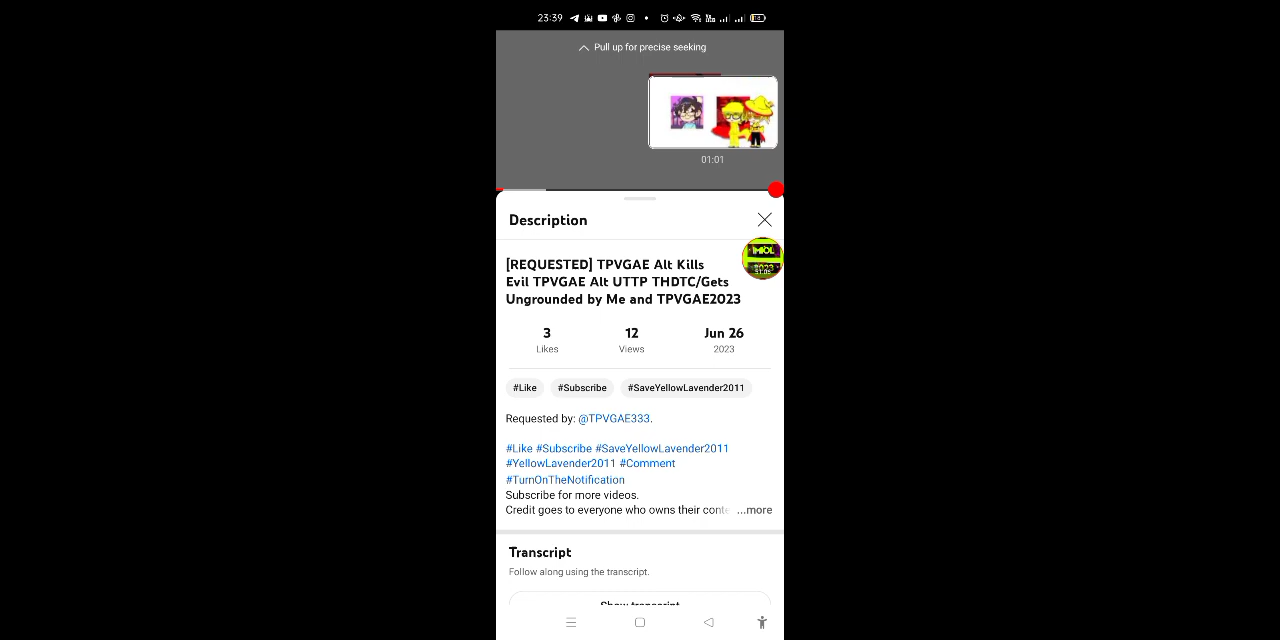 23:39
Pull up for precise seeking
01:01
Description
[REQUESTED] TPVGAE Alt Kills
Evil TPVGAE Alt UTTP THDTC/Gets
Ungrounded by Me and TPVGAE2023
3
12
Jun 26
Likes
Views
2023
#Like
#Subscribe
#SaveYellowLavender2011
Requested by: @TPVGAE333.
#Like #Subscribe #SaveYellowLavender2011
#YellowLavender2011 #Comment
#TurnOnTheNotification
Subscribe for more videos.
Credit goes to everyone who owns their conte ...more
Transcript
Follow along using the transcript.
Show transcript